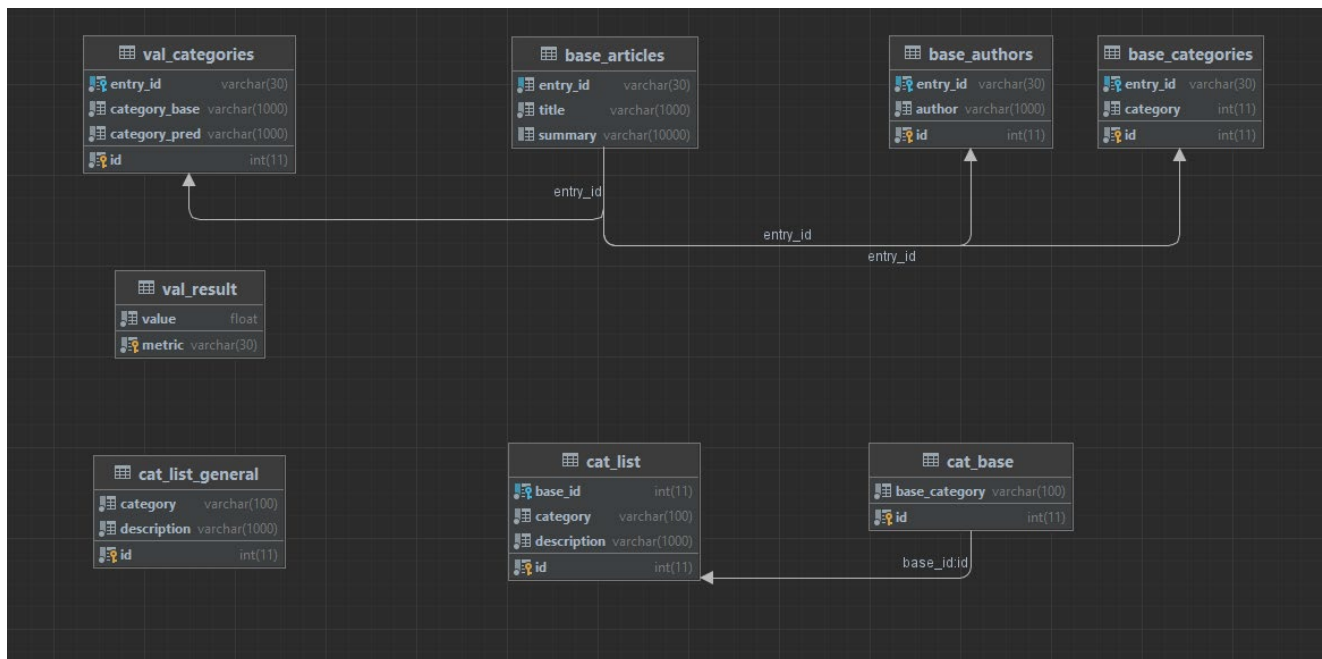 val_categories
entry_id varchar(30)
category_base varchar(1000)
category_pred varchar(1000)
id int(11)
base_articles
entry_id varchar(30)
title varchar(1000)
summary varchar(10000)
base_authors
entry_id varchar(30)
author varchar(1000)
id int(11)
base_categories
entry_id varchar(30)
category int(11)
id int(11)
entry_id
entry_id
entry_id
val_result
value float
metric varchar(30)
cat_list_general
category varchar(100)
description varchar(1000)
id int(11)
cat_list
base_id int(11)
category varchar(100)
description varchar(1000)
id int(11)
cat_base
base_category varchar(100)
id int(11)
base_id:id